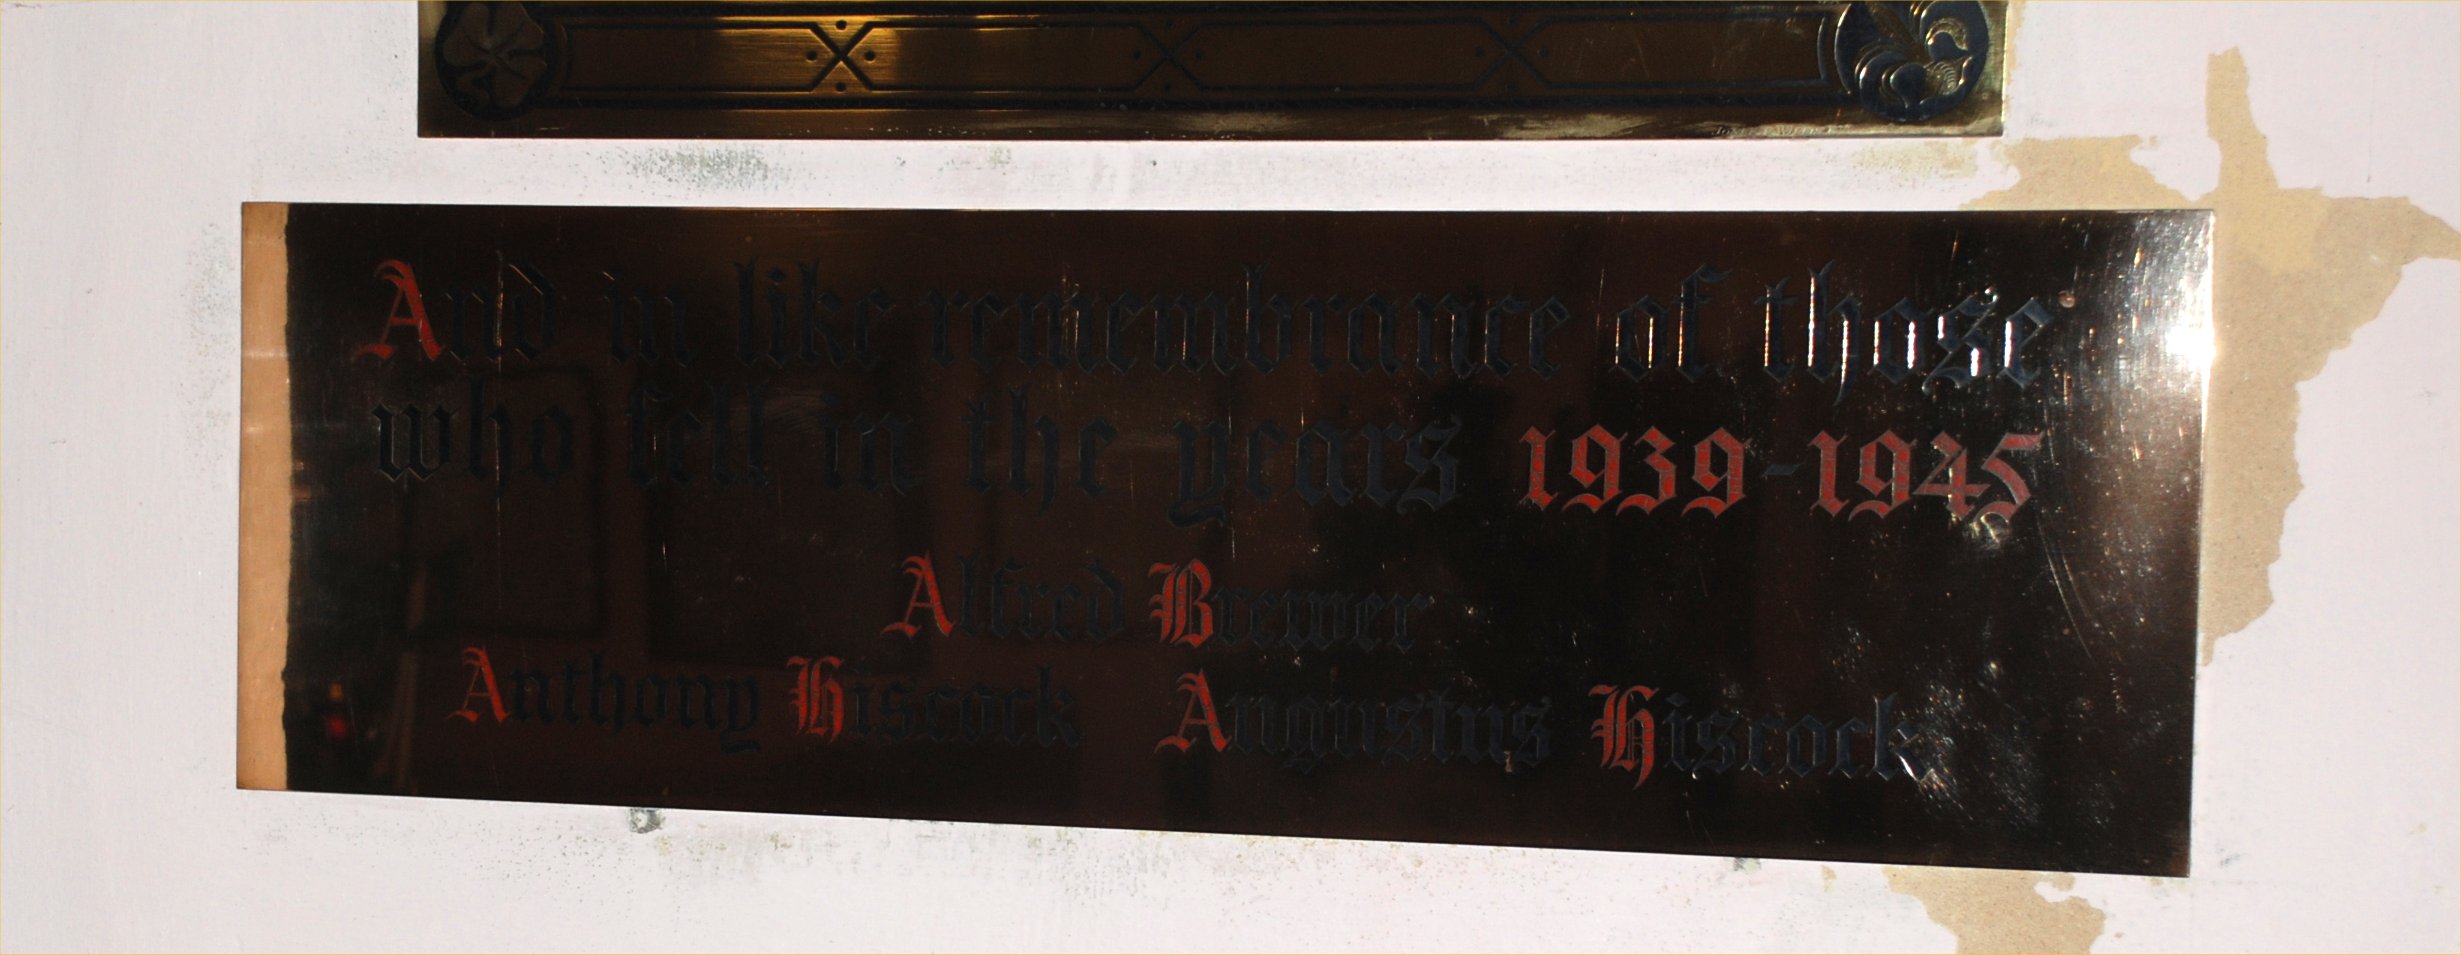 And in like remembrance of those
who fell in the years 1939-1945
Alfred Brewer
Anthony Hiscock Augustus Hiscock